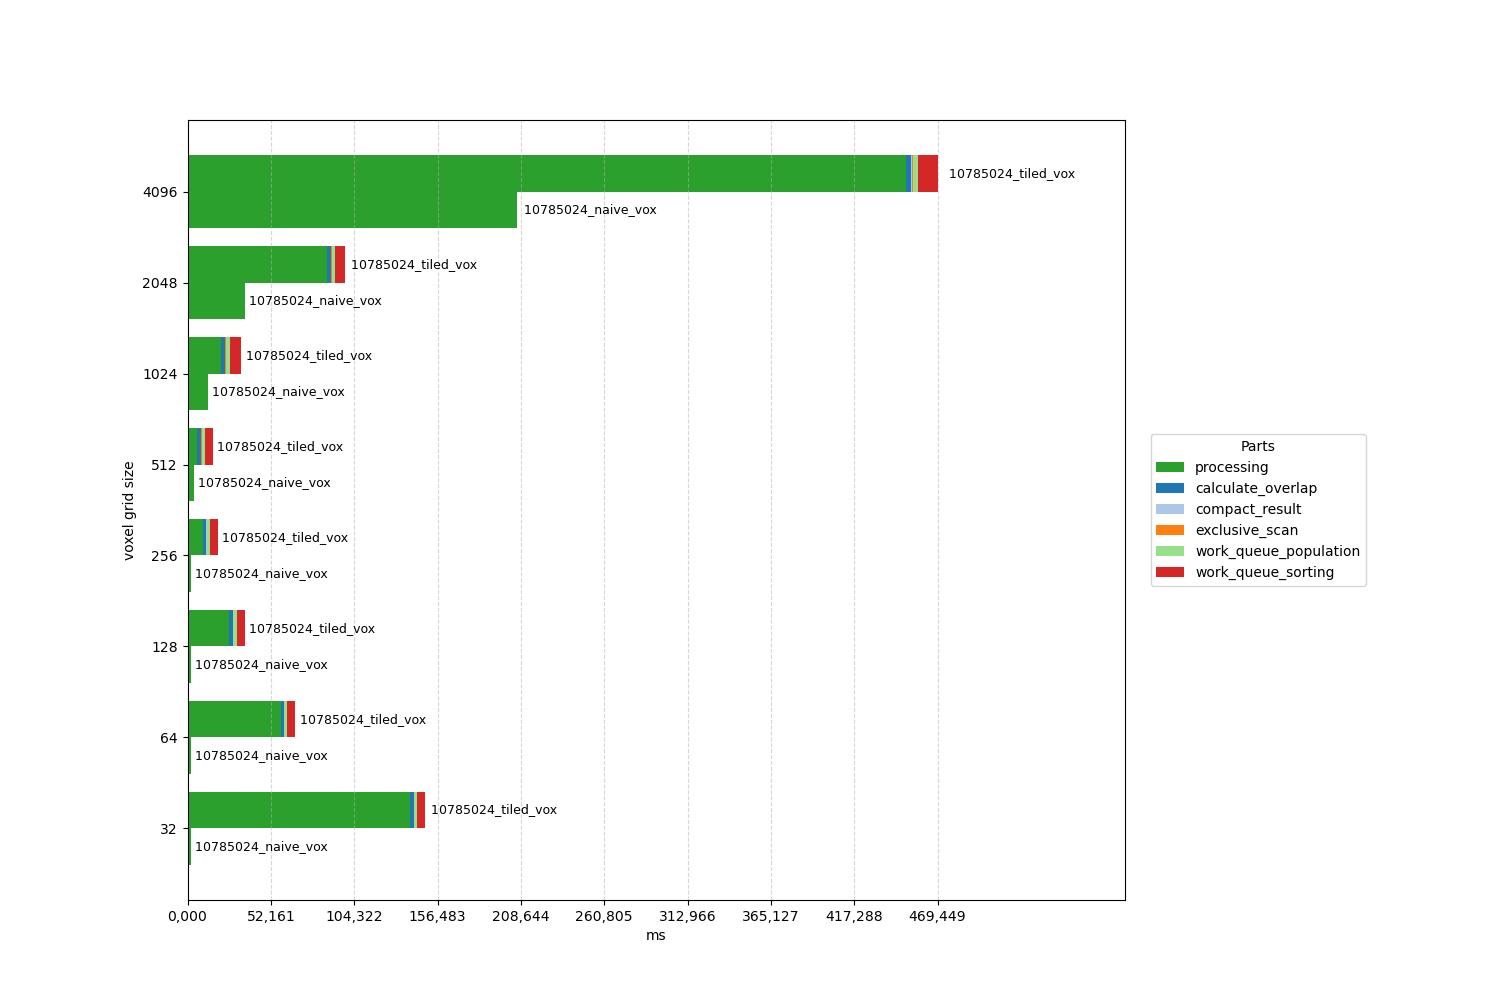 10785024_tiled_vox
4096
10785024_naive_vox
10785024_tiled_vox
2048
10785024_naive_vox
10785024_tiled_vox
1024
10785024_naive_vox
10785024_tiled_vox
512
10785024_naive_vox
10785024_tiled_vox
256
10785024_naive_vox
10785024_tiled_vox
128
10785024_naive_vox
10785024_tiled_vox
64
10785024_naive_vox
10785024_tiled_vox
32
10785024_naive_vox
voxel grid size
0,000 52,161 104,322 156,483 208,644 260,805 312,966 365,127 417,288 469,449
ms
Parts
processing
calculate_overlap
compact_result
exclusive_scan
work_queue_population
work_queue_sorting